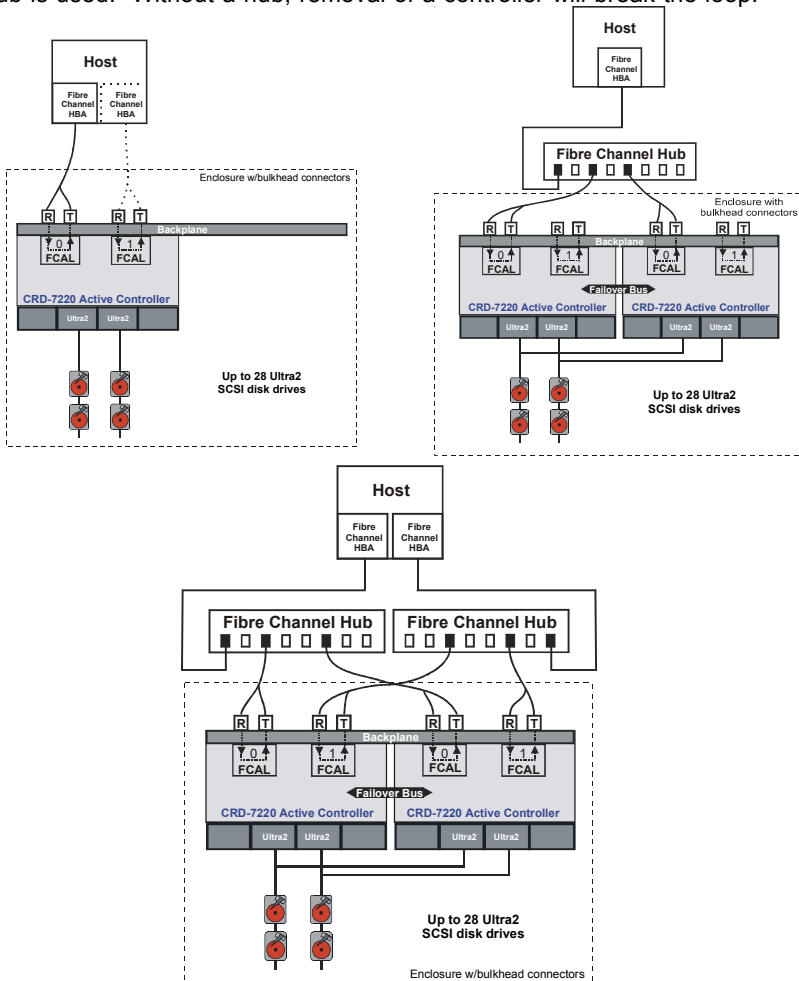 ub is used. Without a hub, removal of a controller will break the loop.
Host
Fibre
Channel
HBA
Fibre
Channel
HBA
Enclosure w/bulkhead connectors
R T R T
Backplane
0 1
FCAL FCAL
CRD-7220 Active Controller
Ultra2 Ultra2
Up to 28 Ultra2
SCSI disk drives
Host
Fibre
Channel
HBA
Fibre Channel Hub
Enclosure with
bulkhead connectors
R T R T R T R T
Backplane
0 1 0 1
FCAL FCAL FCAL FCAL
Failover Bus
CRD-7220 Active Controller CRD-7220 Active Controller
Ultra2 Ultra2 Ultra2 Ultra2
Up to 28 Ultra2
SCSI disk drives
Host
Fibre
Channel
HBA
Fibre
Channel
HBA
Fibre Channel Hub Fibre Channel Hub
R T R T R T R T
Backplane
0 1 0 1
FCAL FCAL FCAL FCAL
Failover Bus
CRD-7220 Active Controller CRD-7220 Active Controller
Ultra2 Ultra2 Ultra2 Ultra2
Up to 28 Ultra2
SCSI disk drives
Enclosure w/bulkhead connectors